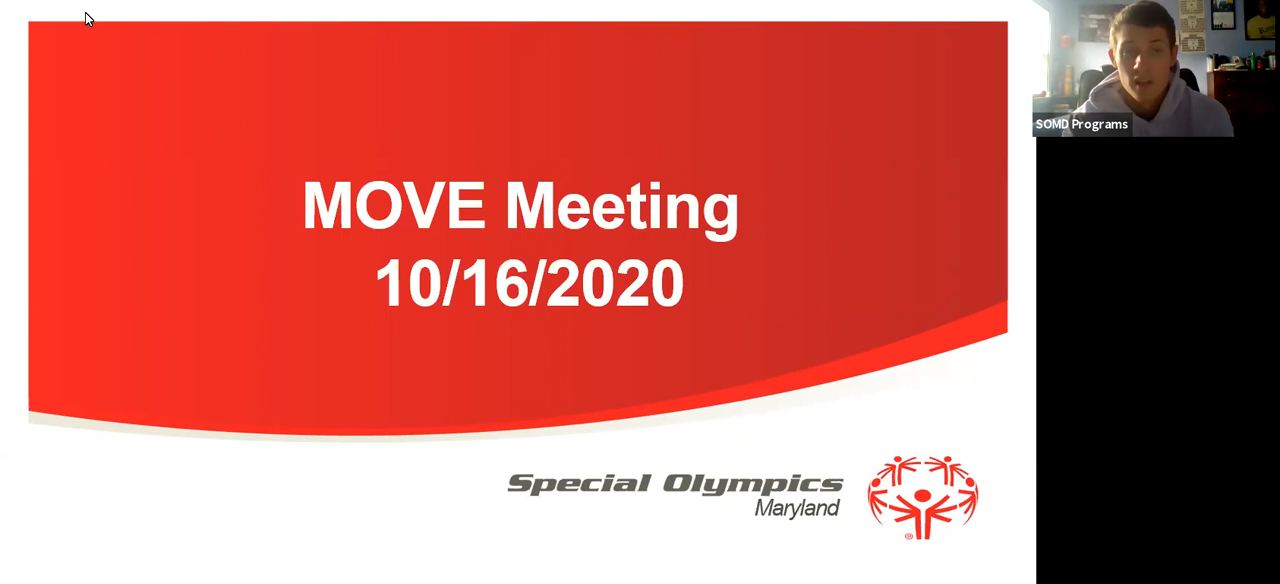 MOVE Meeting
10/16/2020
Special Olympics
Maryland
®
SOMD Programs